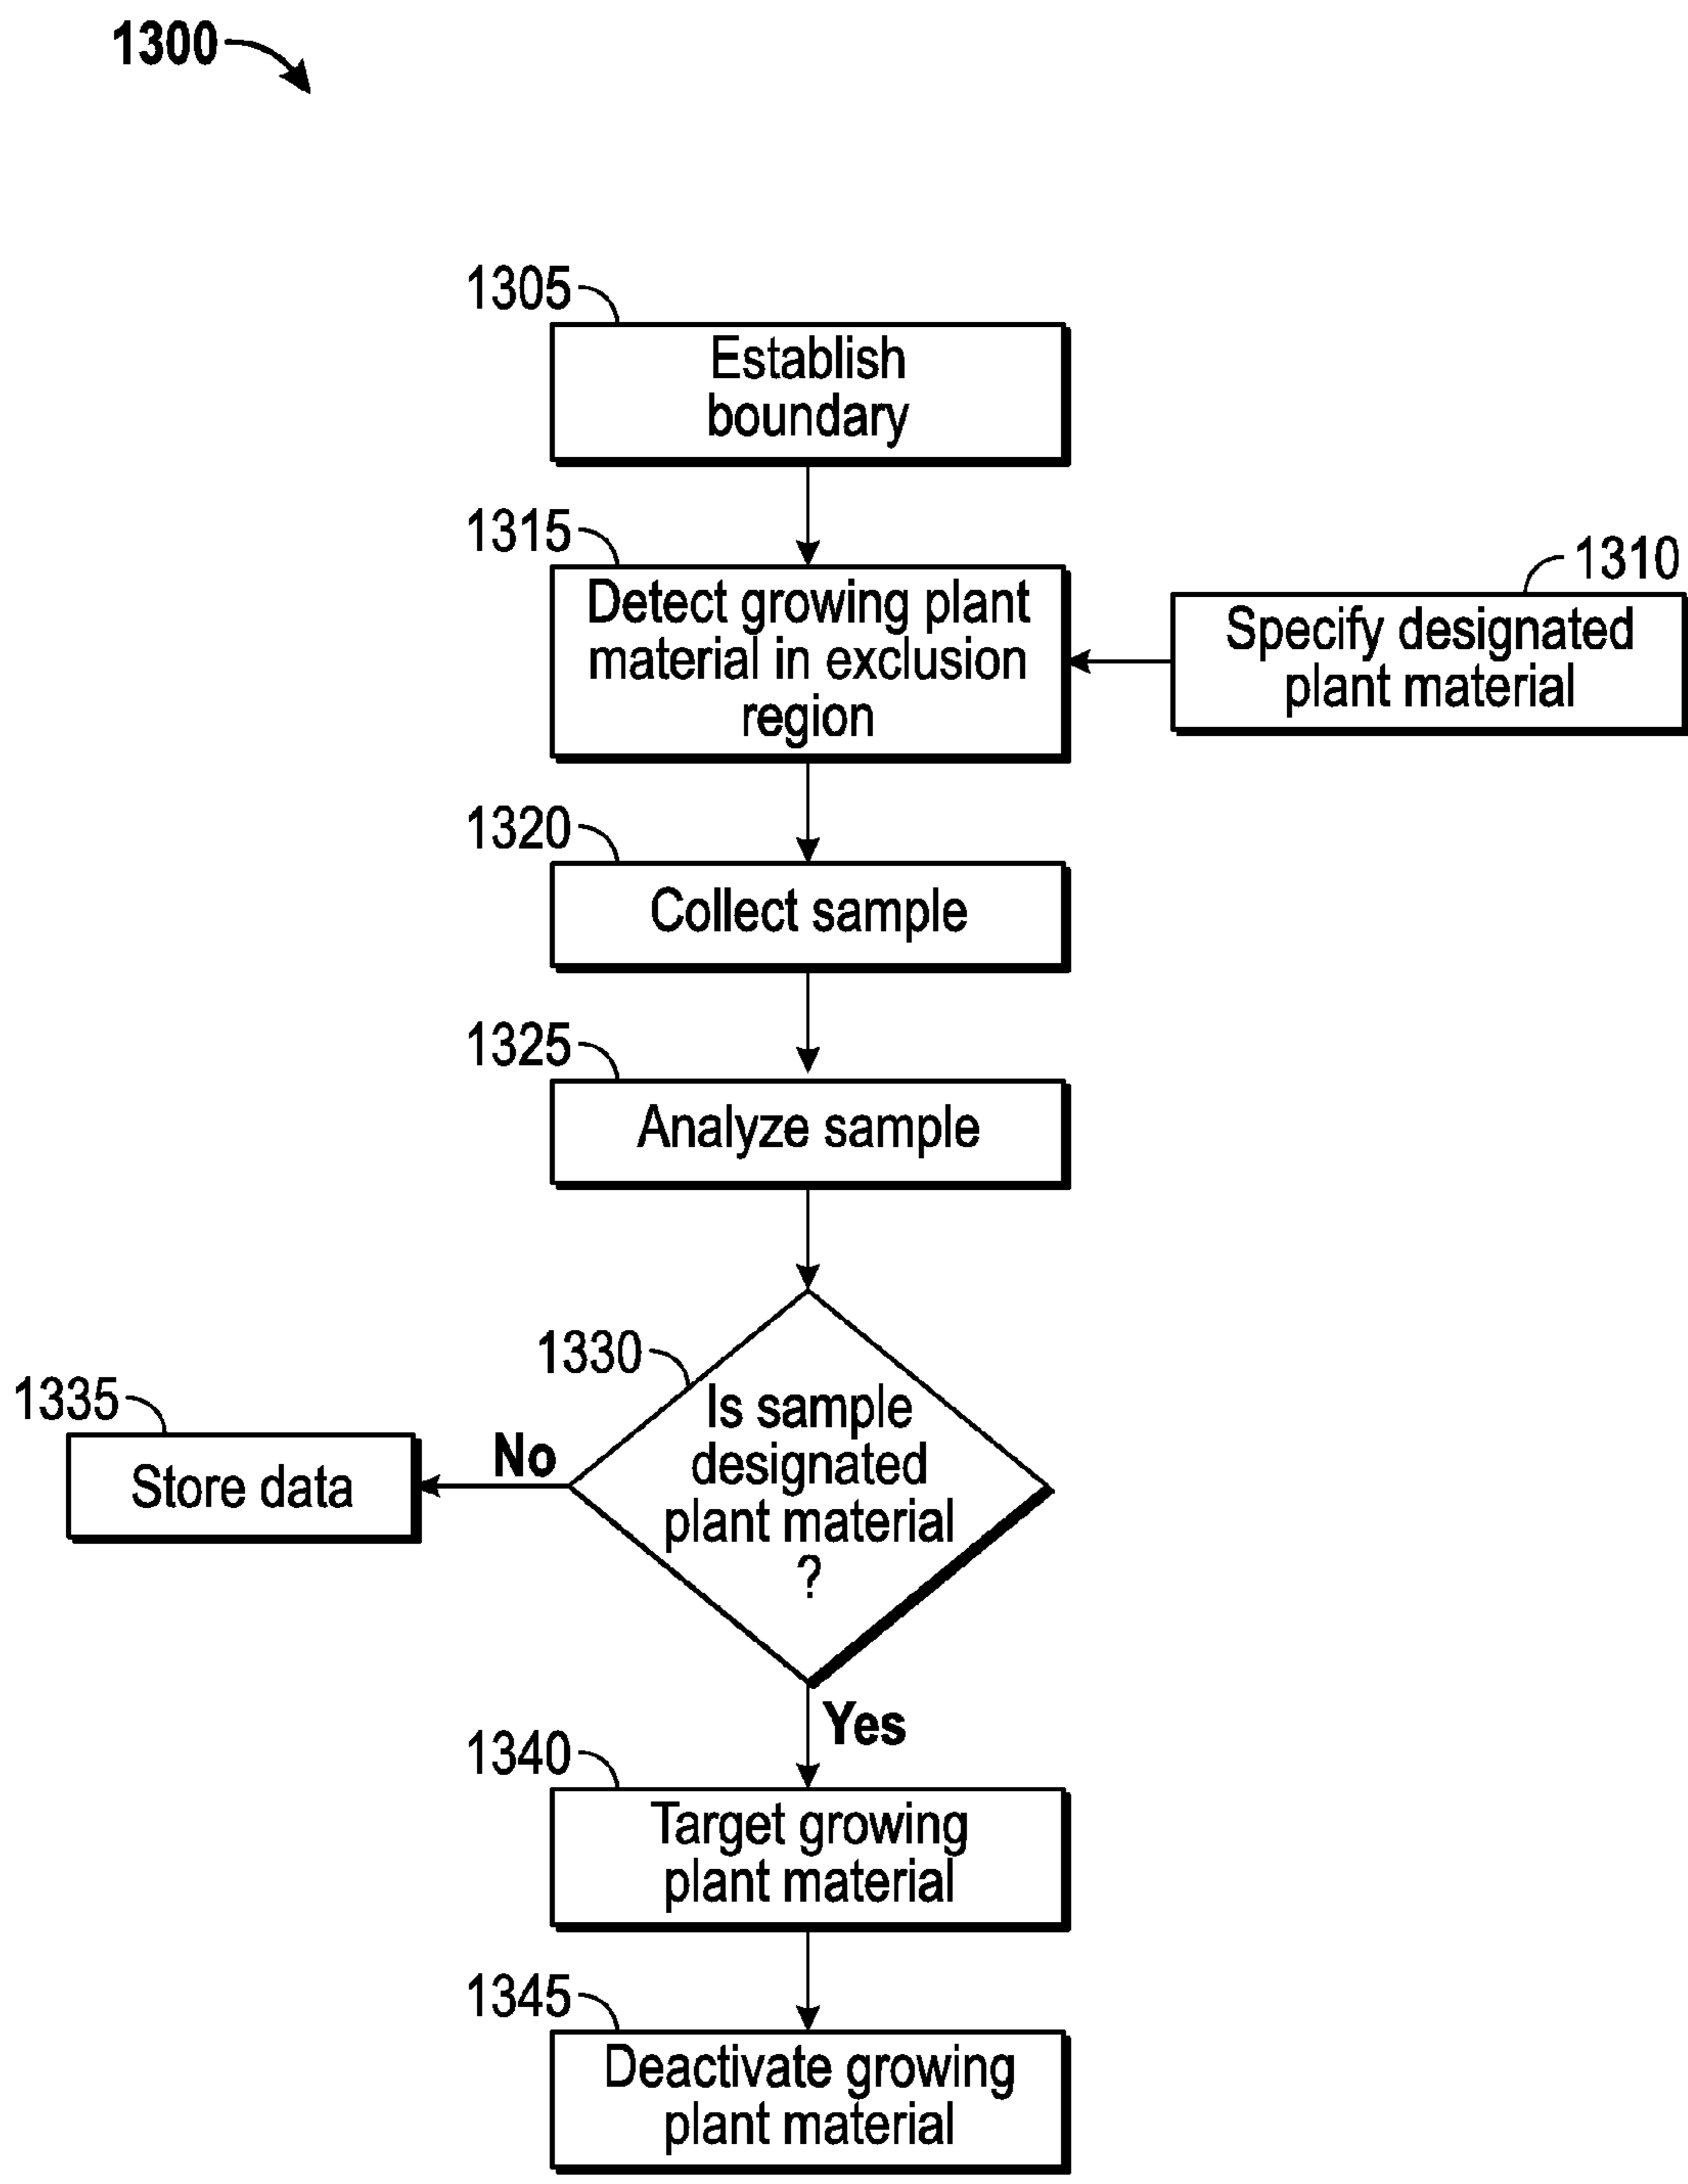 1300
1305
Establish
boundary
1315
Detect growing plant
material in exclusion
region
1310
Specify designated
plant material
1320
Collect sample
1325
Analyze sample
1330
Is sample
designated
plant material
?
No
1335
Store data
Yes
1340
Target growing
plant material
1345
Deactivate growing
plant material